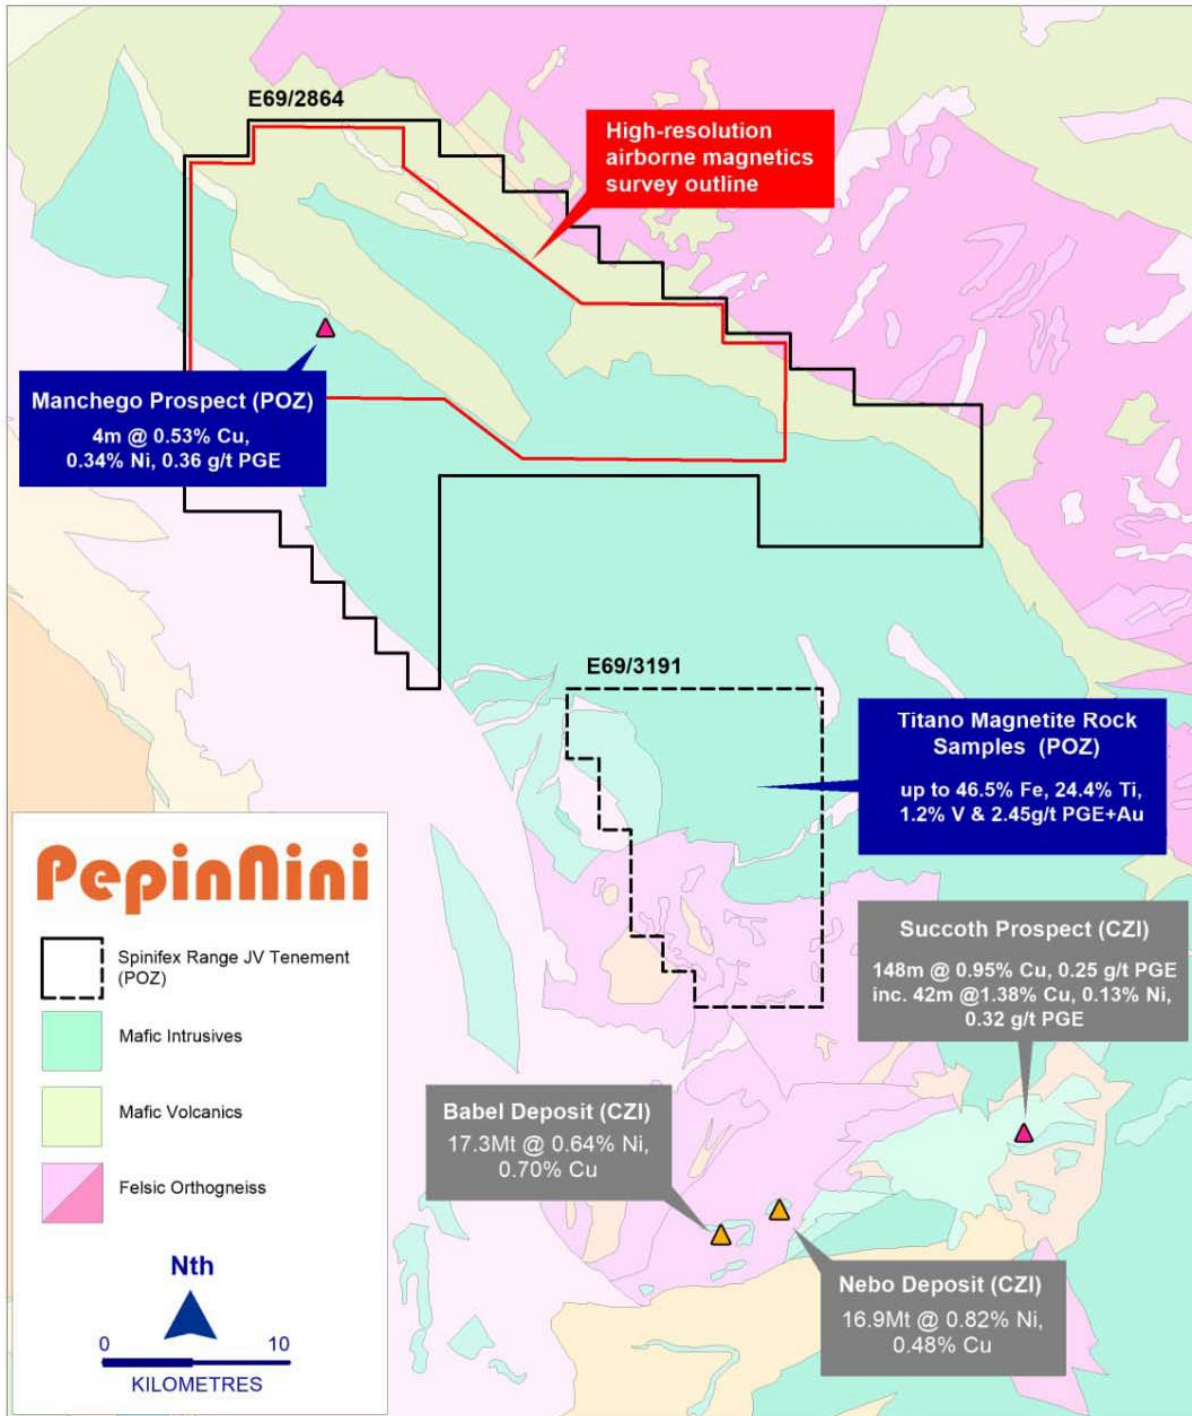 E69/2864
High-resolution
airborne magnetics
survey outline
Manchego Prospect (POZ)
4m @ 0.53% Cu,
0.34% Ni, 0.36 g/t PGE
E69/3191
Titano Magnetite Rock
Samples (POZ)
up to 46.5% Fe, 24.4% Ti,
1.2% V & 2.45g/t PGE+Au
PepinNini
Spinifex Range JV Tenement
(POZ)
Mafic Intrusives
Mafic Volcanics
Felsic Orthogneiss
Nth
0 10
KILOMETRES
Succoth Prospect (CZI)
148m @ 0.95% Cu, 0.25 g/t PGE
inc. 42m @1.38% Cu, 0.13% Ni,
0.32 g/t PGE
Babel Deposit (CZI)
17.3Mt @ 0.64% Ni,
0.70% Cu
Nebo Deposit (CZI)
16.9Mt @ 0.82% Ni,
0.48% Cu